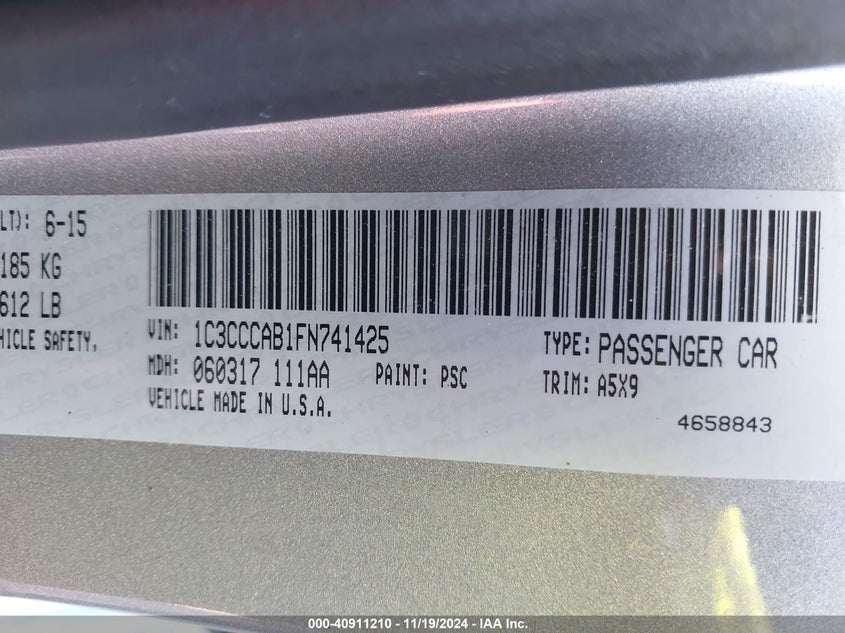 LT): 6-15
185 KG
612 LB
HICLE SAFETY,
VIN: 1C3CCCAB1FN741425
TYPE: PASSENGER CAR
MDH: 060317 111AA
PAINT: PSC
TRIM: A5X9
VEHICLE MADE IN U.S.A.
4658843
000-40911210 - 11/19/2024 - IAA Inc.